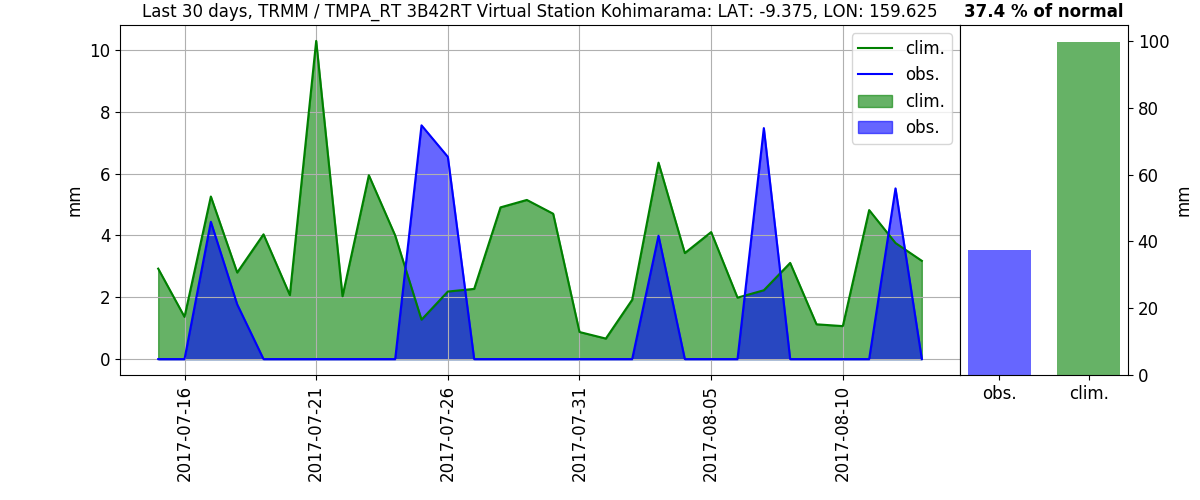 Last 30 days, TRMM / TMPA_RT 3B42RT Virtual Station Kohimarama: LAT: -9.375, LON: 159.625
37.4 % of normal
clim.
obs.
clim.
obs.
mm
10
8
6
4
2
0
2017-07-16
2017-07-21
2017-07-26
2017-07-31
2017-08-05
2017-08-10
100
80
60
40
20
0
mm
obs.
clim.